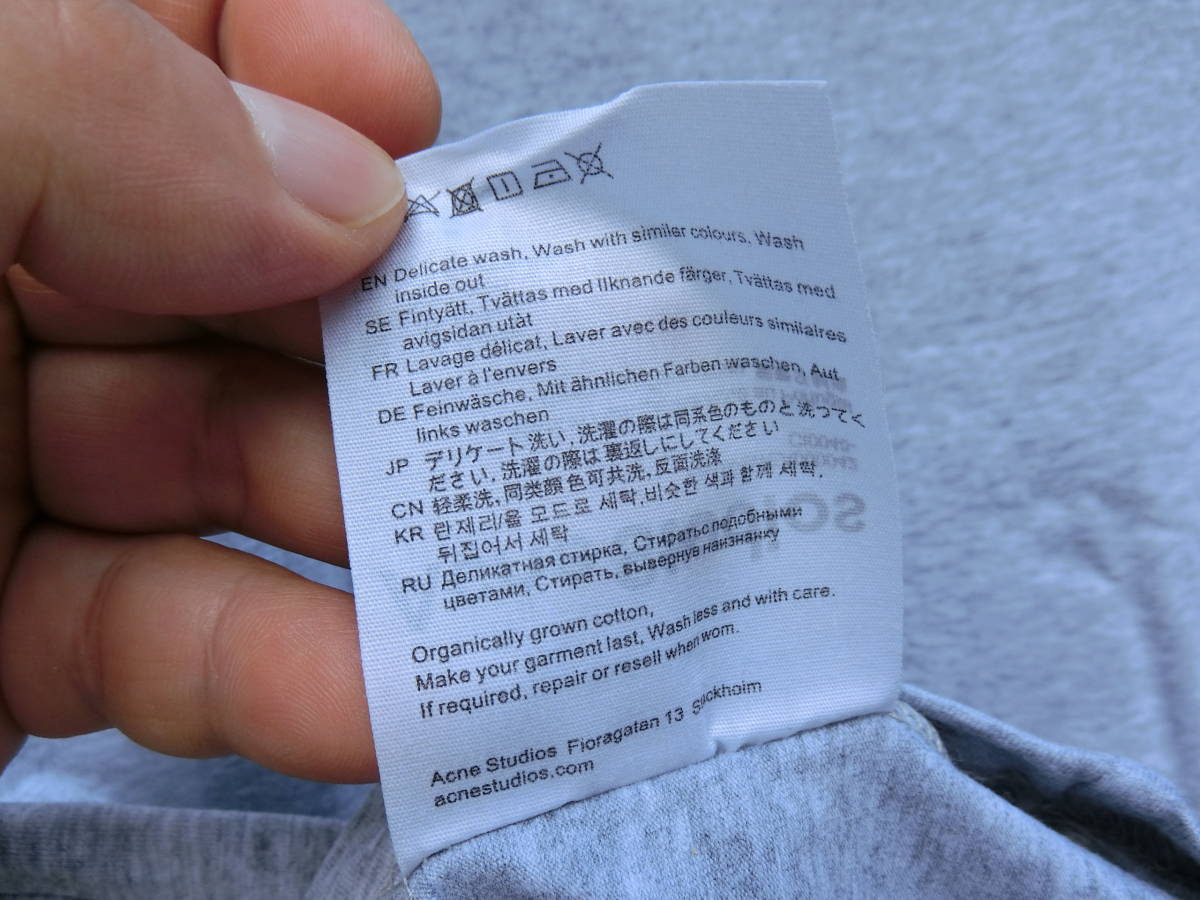 EN Delicate wash, Wash with similer colours. Wash
inside out
SE Fintyätt, Tvättas med lIknande färger, Tvättas med
avigsidan utàt
FR Lavage délicat, Laver avec des couleurs similaires
Laver à l'envers
DE Feinwäsche, Mit ähnlichen Farben waschen, Aut
links waschen
JP デリケート洗い, 洗濯の際は同系色のものと洗ってく
ださい, 洗濯の際は裏返しにしてください
CN 轻柔洗, 同类颜色可共洗, 反面洗涤
KR 란제리/울 모드로 세탁, 비슷한 색과 함께 세탁,
뒤집어서 세탁
RU Деликатная стирка, Стиратьс подобными
цветами, Стирать, вывернув наизнанку
Organically grown cotton,
Make your garment last, Wash less and with care.
If required, repair or resell when worn.
Acne Studios Floragatan 13 Stockholm
acnestudios.com